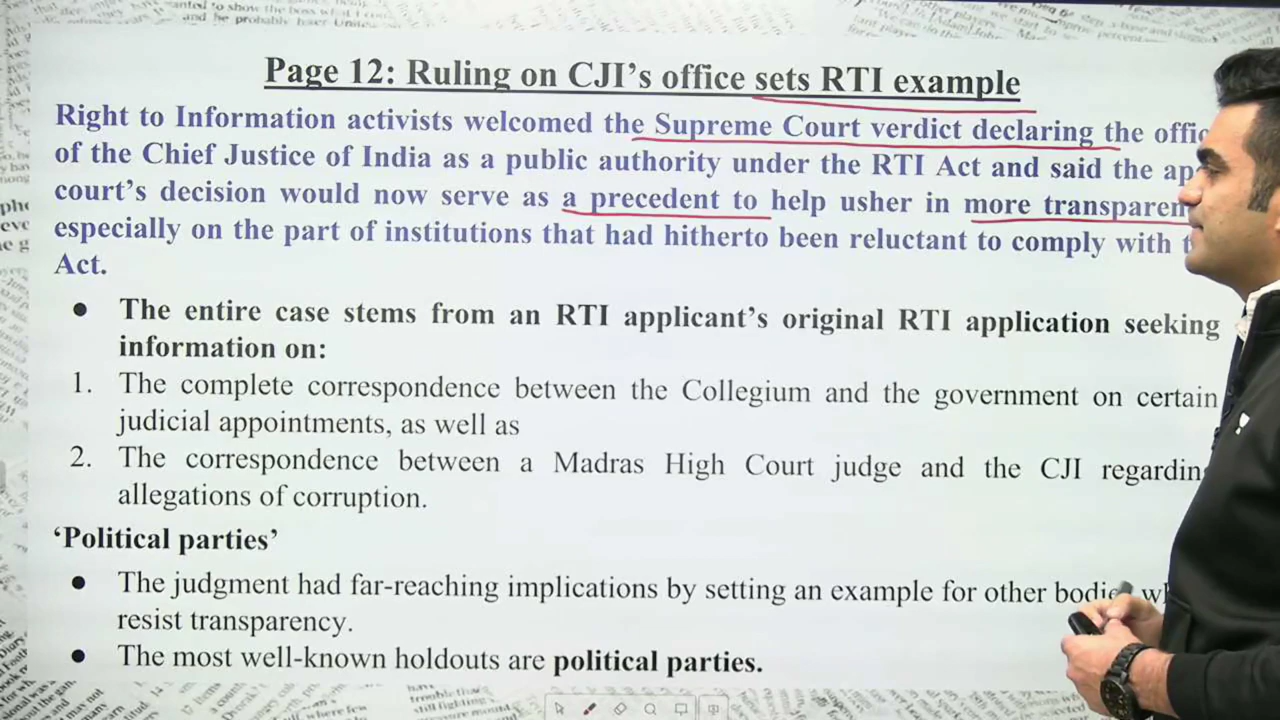 Page 12: Ruling on CJI's office sets RTI example
Right to Information activists welcomed the Supreme Court verdict declaring the
of the Chief Justice of India as a public authority under the RTI Act and said the
court's decision would now serve as a precedent to help usher in more
especially on the part of institutions that had hitherto been reluctant to comply with
Act.
● The entire case stems from an RTI applicant's original RTI application seeking
information on:
1. The complete correspondence between the Collegium and the government on certain
judicial appointments, as well as
2. The correspondence between a Madras High Court judge and the CJI
allegations of corruption.
'Political parties'
● The judgment had far-reaching implications by setting an example for other
resist transparency.
● The most well-known holdouts are political parties.